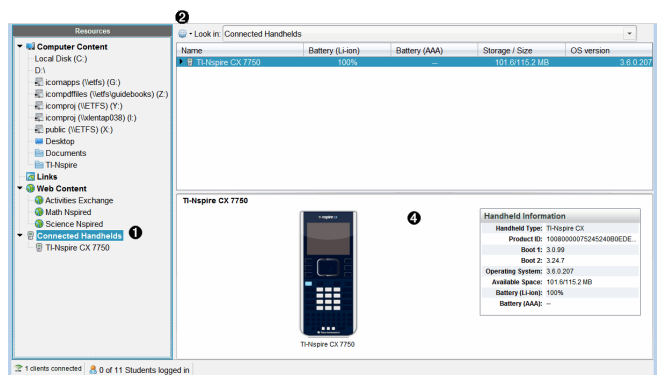 ❷
Resources
Look in: Connected Handhelds
Computer Content
Local Disk (C:)
D:\
icomapps (\\etfs) (G:)
icompdffiles (\\etfs\guidebooks) (Z:)
icomproj (\\ETFS) (Y:)
icomproj (\\xlentap038) (I:)
public (\\ETFS) (X:)
Desktop
Documents
TI-Nspire
Links
Web Content
Activities Exchange
Math Nspired
Science Nspired
Connected Handhelds ❶
TI-Nspire CX 7750
Name Battery (Li-ion) Battery (AAA) Storage / Size OS version
TI-Nspire CX 7750 100% -- 101.6/115.2 MB 3.6.0.207
TI-Nspire CX 7750
❹
TI-Nspire CX 7750
Handheld Information
Handheld Type: TI-Nspire CX
Product ID: 10080000075245240B0EDE...
Boot 1: 3.0.99
Boot 2: 3.24.7
Operating System: 3.6.0.207
Available Space: 101.6/115.2 MB
Battery (Li-ion): 100%
Battery (AAA): --
1 clients connected 0 of 11 Students logged in